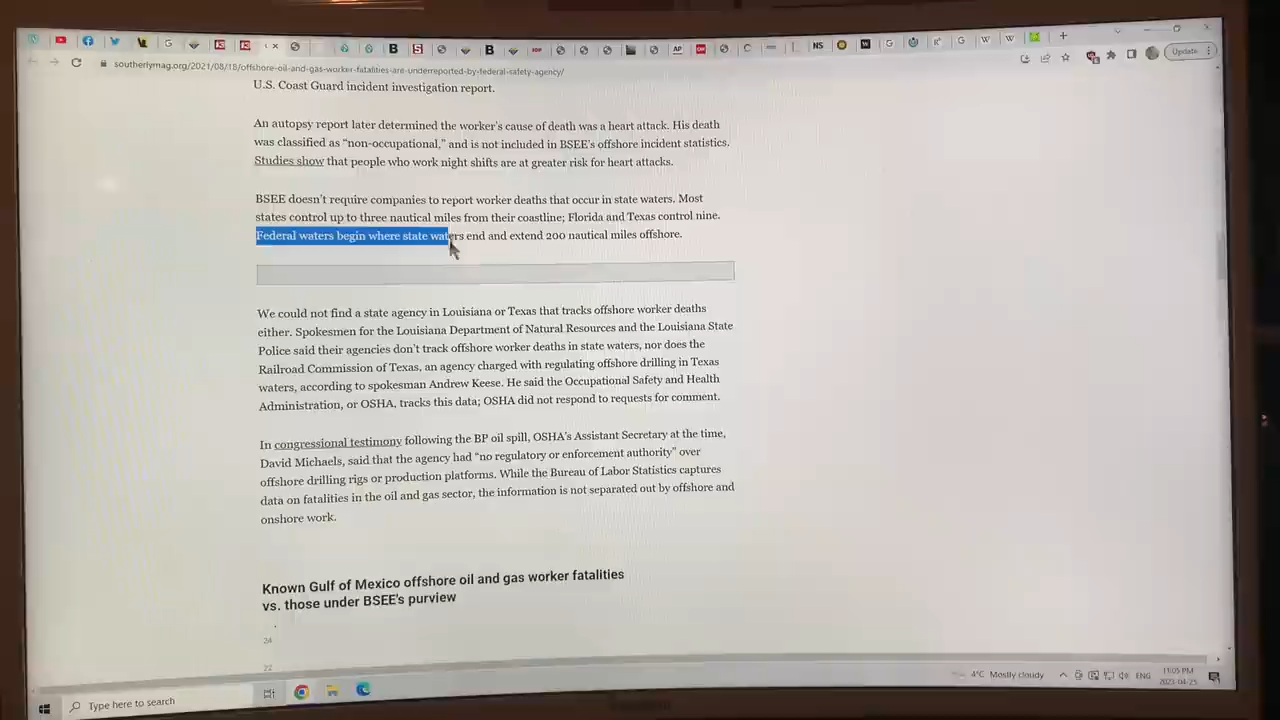 southerlymag.org/2021/08/18/offshore-oil-and-gas-worker-fatalities-are-underreported-by-federal-safety-agency/
Update
U.S. Coast Guard incident investigation report.
An autopsy report later determined the worker's cause of death was a heart attack. His death
was classified as “non-occupational,” and is not included in BSEE’s offshore incident statistics.
Studies show that people who work night shifts are at greater risk for heart attacks.
BSEE doesn’t require companies to report worker deaths that occur in state waters. Most
states control up to three nautical miles from their coastline; Florida and Texas control nine.
Federal waters begin where state waters end and extend 200 nautical miles offshore.
We could not find a state agency in Louisiana or Texas that tracks offshore worker deaths
either. Spokesmen for the Louisiana Department of Natural Resources and the Louisiana State
Police said their agencies don’t track offshore worker deaths in state waters, nor does the
Railroad Commission of Texas, an agency charged with regulating offshore drilling in Texas
waters, according to spokesman Andrew Keese. He said the Occupational Safety and Health
Administration, or OSHA, tracks this data; OSHA did not respond to requests for comment.
In congressional testimony following the BP oil spill, OSHA’s Assistant Secretary at the time,
David Michaels, said that the agency had “no regulatory or enforcement authority” over
offshore drilling rigs or production platforms. While the Bureau of Labor Statistics captures
data on fatalities in the oil and gas sector, the information is not separated out by offshore and
onshore work.
Known Gulf of Mexico offshore oil and gas worker fatalities
vs. those under BSEE's purview
24
22
Type here to search
4°C Mostly cloudy
ENG
11:05 PM
2023-04-25